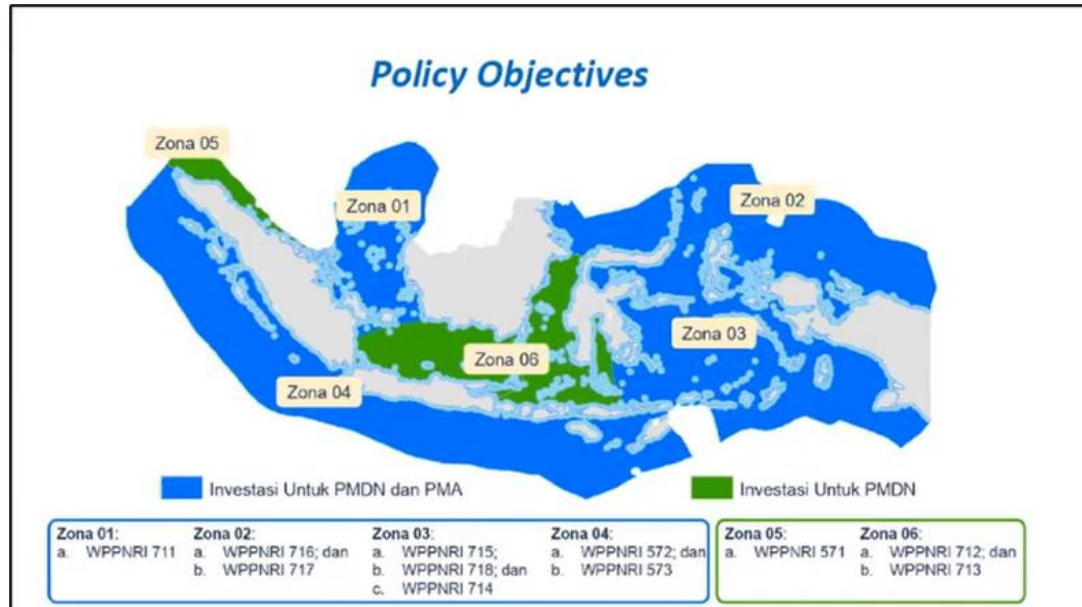 Policy Objectives
Zona 05
Zona 01
Zona 02
Zona 03
Zona 06
Zona 04
Investasi Untuk PMDN dan PMA
Investasi Untuk PMDN
Zona 01:
a. WPPNRI 711
Zona 02:
a. WPPNRI 716; dan
b. WPPNRI 717
Zona 03:
a. WPPNRI 715;
b. WPPNRI 718; dan
c. WPPNRI 714
Zona 04:
a. WPPNRI 572; dan
b. WPPNRI 573
Zona 05:
a. WPPNRI 571
Zona 06:
a. WPPNRI 712; dan
b. WPPNRI 713